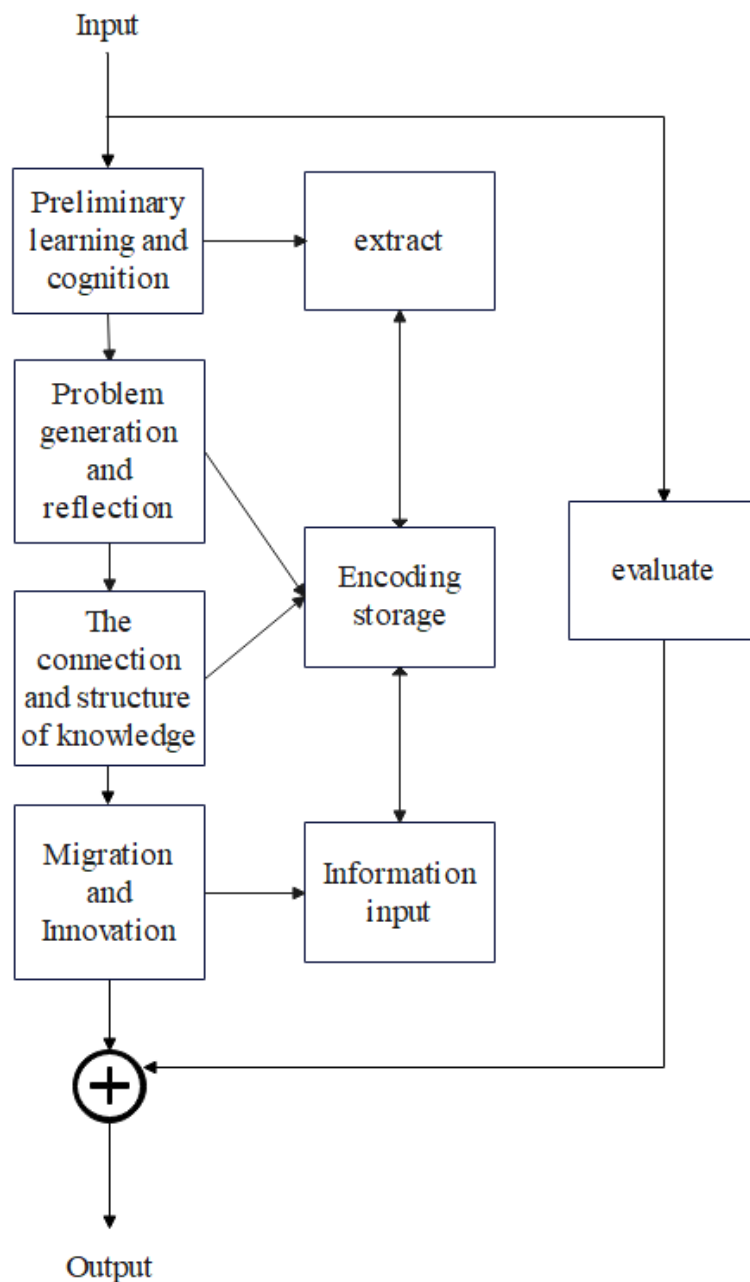 Input
Preliminary
learning and
cognition
extract
Problem
generation
and
reflection
Encoding
storage
evaluate
The
connection
and structure
of knowledge
Migration
and
Innovation
Information
input
Output